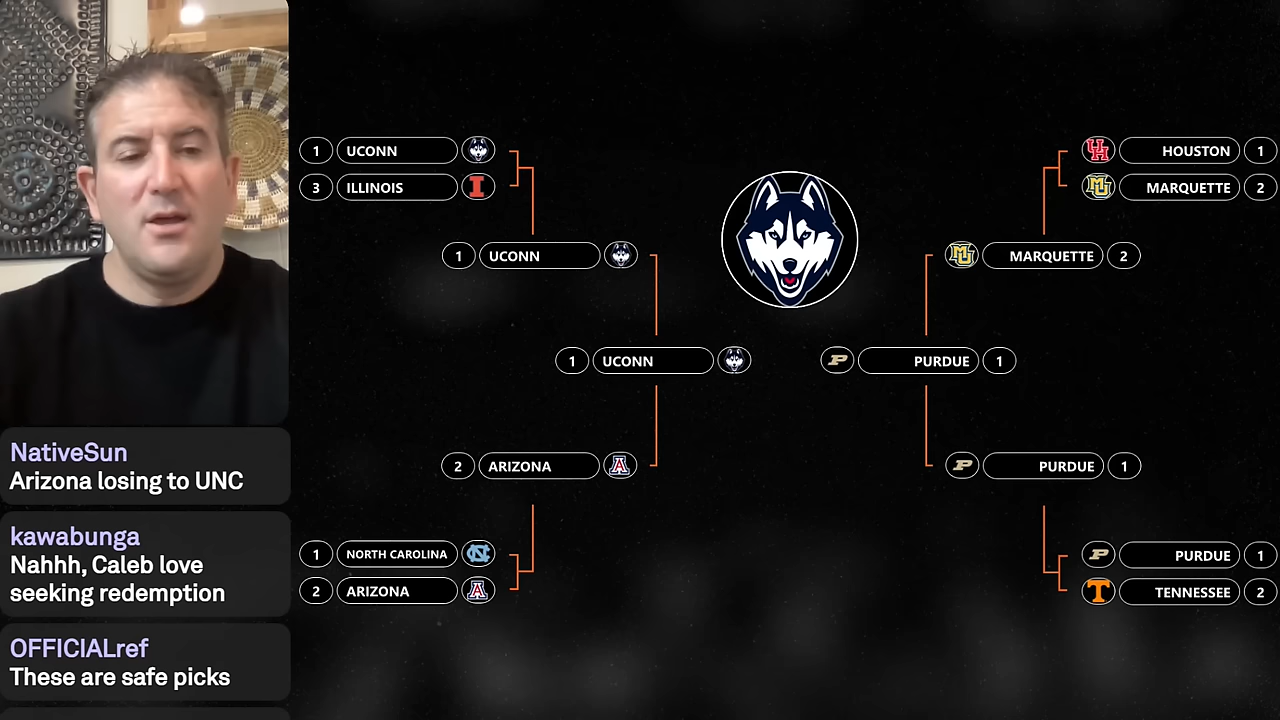 1 UCONN
3 ILLINOIS
1 UCONN
1 UCONN
2 ARIZONA
1 NORTH CAROLINA
2 ARIZONA
HOUSTON 1
MARQUETTE 2
MARQUETTE 2
PURDUE 1
PURDUE 1
PURDUE 1
TENNESSEE 2
NativeSun
Arizona losing to UNC
kawabunga
Nahhh, Caleb love
seeking redemption
OFFICIALref
These are safe picks